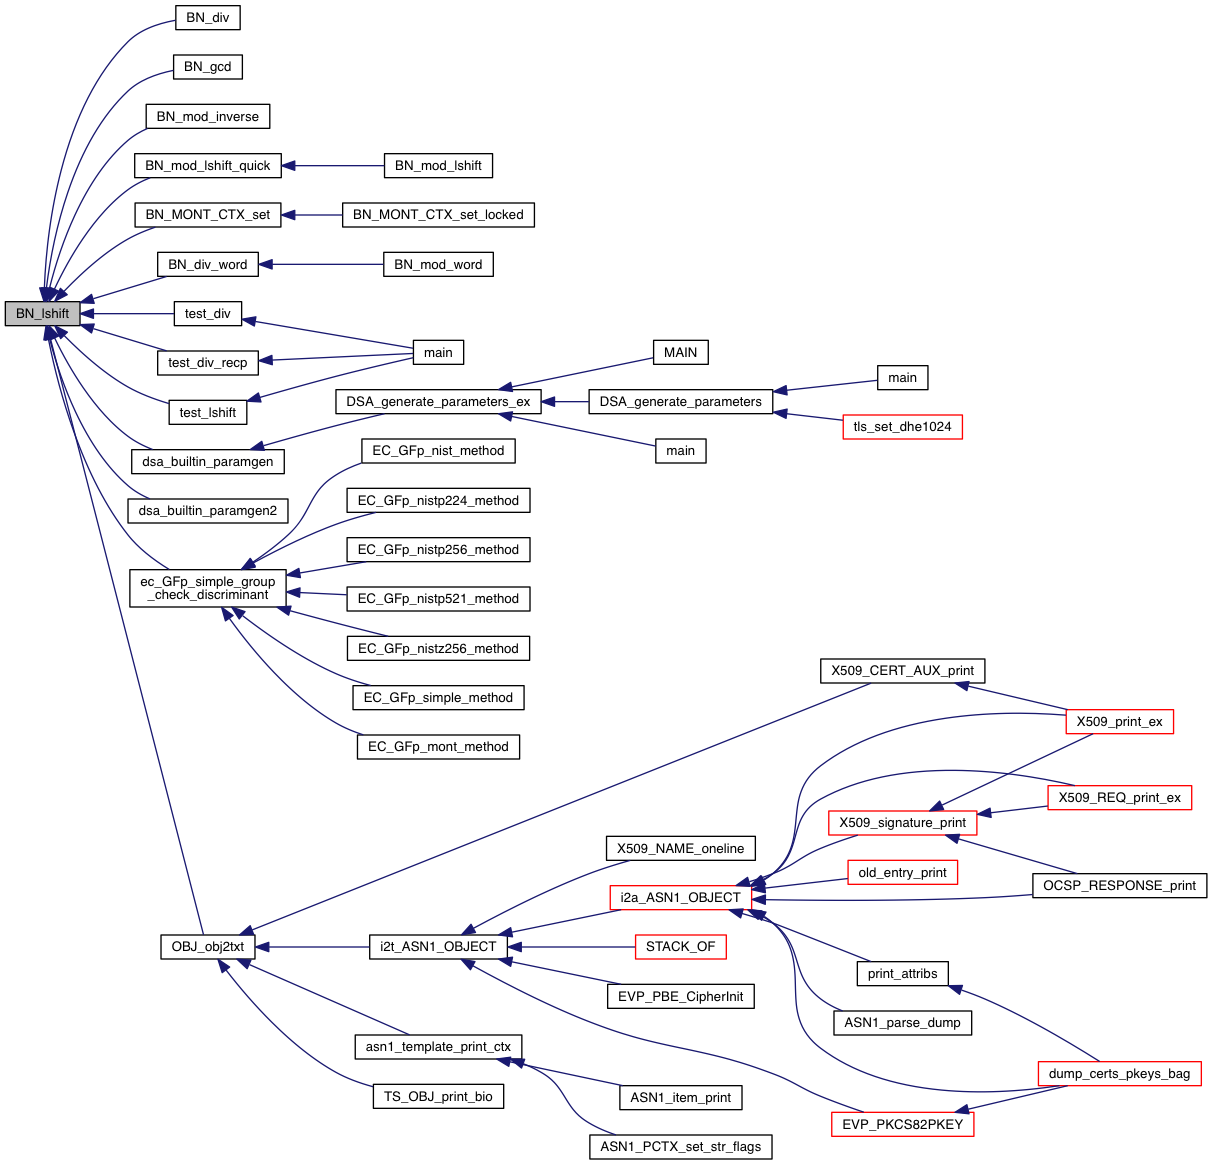 BN_div
BN_gcd
BN_mod_inverse
BN_mod_lshift_quick
BN_mod_lshift
BN_MONT_CTX_set
BN_MONT_CTX_set_locked
BN_div_word
BN_mod_word
BN_lshift
test_div
main
MAIN
test_div_recp
main
DSA_generate_parameters_ex
DSA_generate_parameters
test_lshift
tls_set_dhe1024
main
EC_GFp_nist_method
dsa_builtin_paramgen
EC_GFp_nistp224_method
dsa_builtin_paramgen2
EC_GFp_nistp256_method
ec_GFp_simple_group
_check_discriminant
EC_GFp_nistp521_method
EC_GFp_nistz256_method
X509_CERT_AUX_print
EC_GFp_simple_method
X509_print_ex
EC_GFp_mont_method
X509_REQ_print_ex
X509_signature_print
X509_NAME_oneline
old_entry_print
OCSP_RESPONSE_print
i2a_ASN1_OBJECT
OBJ_obj2txt
i2t_ASN1_OBJECT
STACK_OF
print_attribs
EVP_PBE_CipherInit
ASN1_parse_dump
asn1_template_print_ctx
dump_certs_pkeys_bag
TS_OBJ_print_bio
ASN1_item_print
EVP_PKCS82PKEY
ASN1_PCTX_set_str_flags